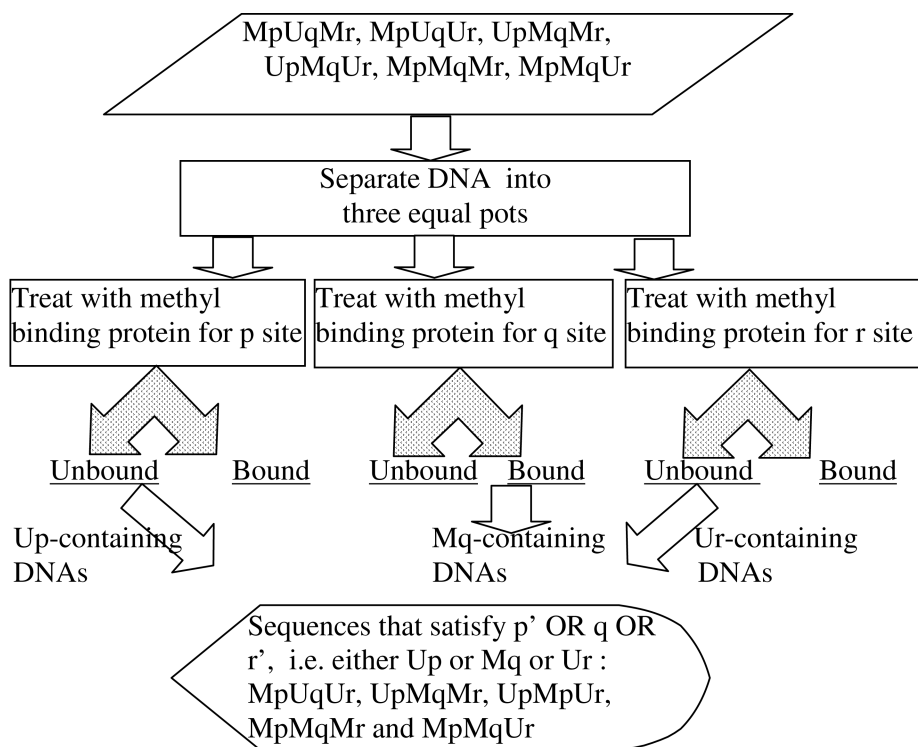 MpUqMr, MpUqUr, UpMqMr,
UpMqUr, MpMqMr, MpMqUr
Separate DNA into
three equal pots
Treat with methyl
binding protein for p site
Treat with methyl
binding protein for q site
Treat with methyl
binding protein for r site
Unbound Bound
Unbound Bound
Unbound Bound
Up-containing
DNAs
Mq-containing
DNAs
Ur-containing
DNAs
Sequences that satisfy p’ OR q OR
r’, i.e. either Up or Mq or Ur :
MpUqUr, UpMqMr, UpMpUr,
MpMqMr and MpMqUr